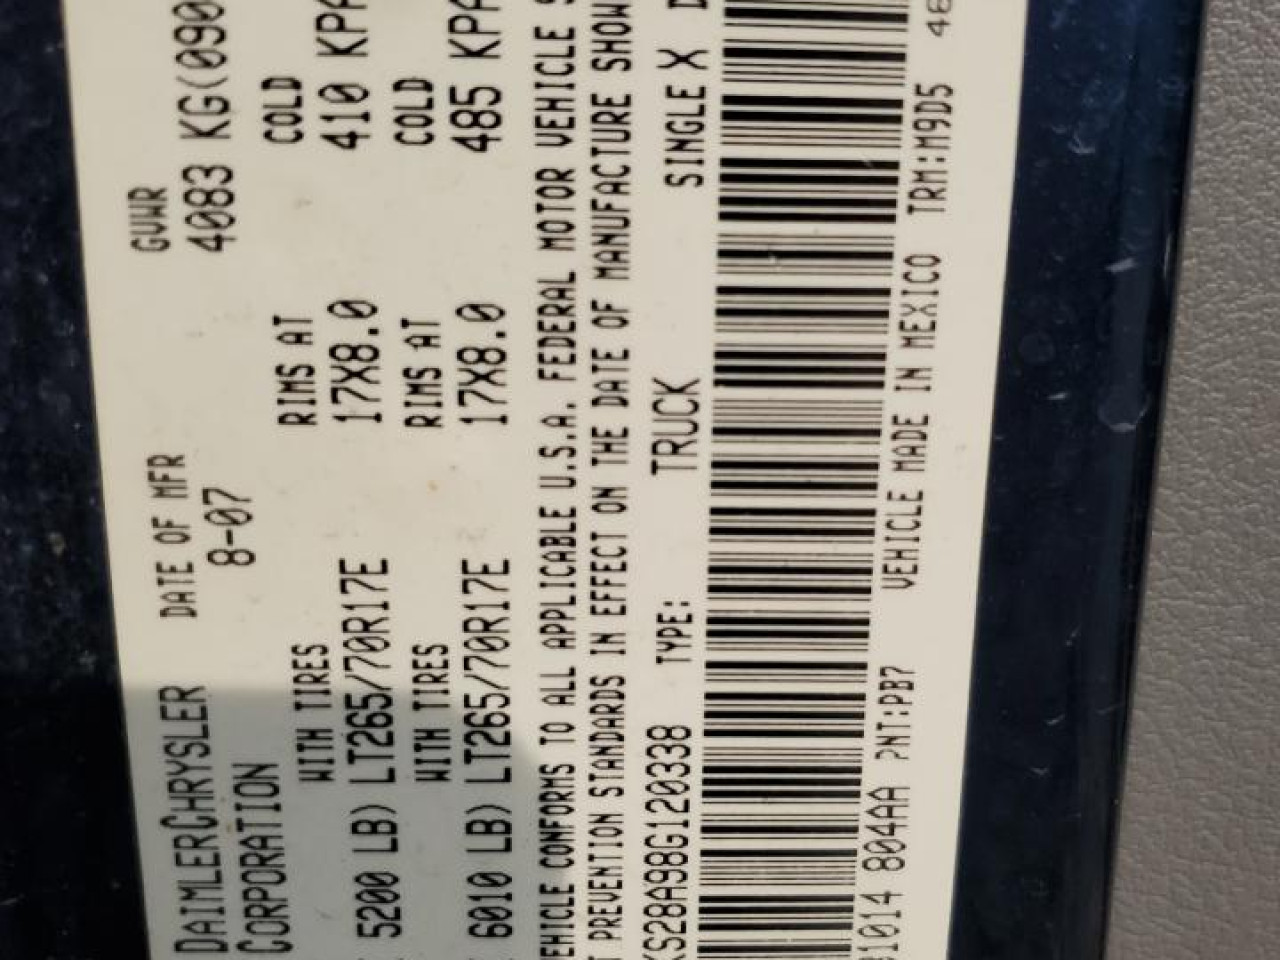 DAIMLERCHRYSLER CORPORATION DATE OF MFR 8-07 GVWR 4083 KG(090
WITH TIRES RIMS AT COLD
5200 LB) LT265/70R17E 17X8.0 410 KPA
WITH TIRES RIMS AT COLD
6010 LB) LT265/70R17E 17X8.0 485 KPA
VEHICLE CONFORMS TO ALL APPLICABLE U.S.A. FEDERAL MOTOR VEHICLE S
T PREVENTION STANDARDS IN EFFECT ON THE DATE OF MANUFACTURE SHOW
KS28A98G120338 TYPE: TRUCK SINGLE X D
81014 804AA PNT:PB7 VEHICLE MADE IN MEXICO TRM:M9D5 46